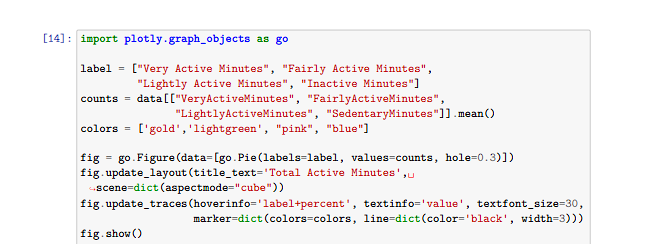 [14]: import plotly.graph_objects as go
label = ["Very Active Minutes", "Fairly Active Minutes",
"Lightly Active Minutes", "Inactive Minutes"]
counts = data[["VeryActiveMinutes", "FairlyActiveMinutes",
"LightlyActiveMinutes", "SedentaryMinutes"]].mean()
colors = ['gold','lightgreen', "pink", "blue"]
fig = go.Figure(data=[go.Pie(labels=label, values=counts, hole=0.3)])
fig.update_layout(title_text='Total Active Minutes',␣
↪scene=dict(aspectmode="cube"))
fig.update_traces(hoverinfo='label+percent', textinfo='value', textfont_size=30,
marker=dict(colors=colors, line=dict(color='black', width=3)))
fig.show()